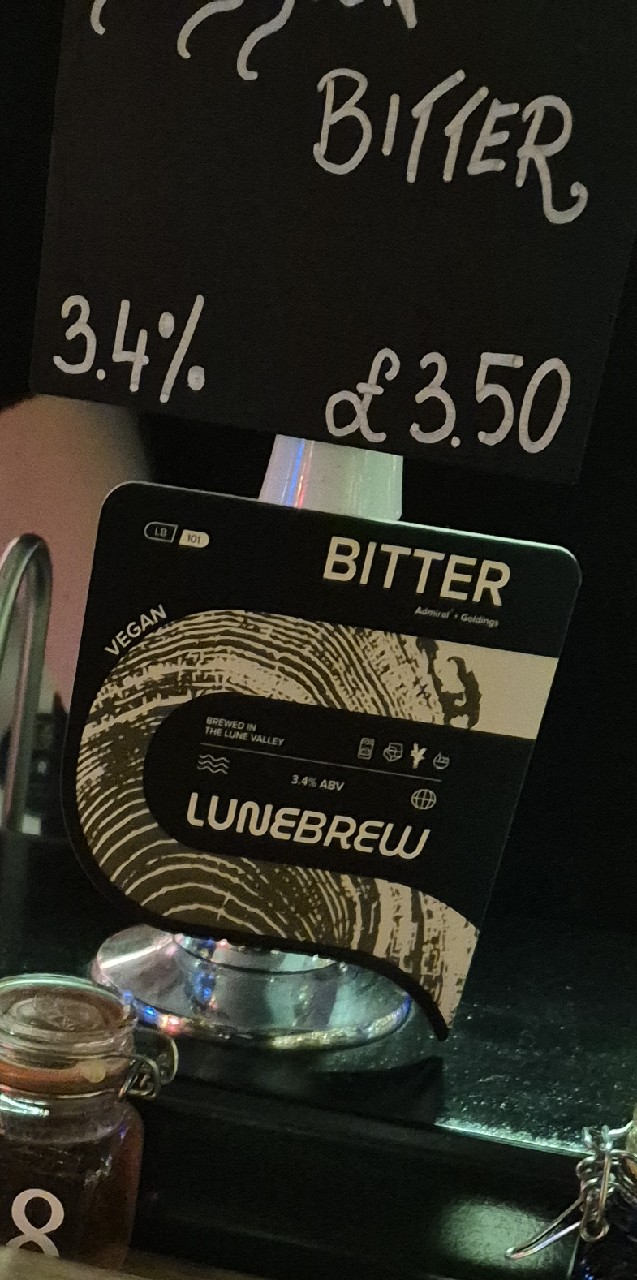 BITTER
3.4% £3.50
LB 101
BITTER
Admiral + Goldings
VEGAN
BREWED IN
THE LUNE VALLEY
3.4% ABV
LUNEBREW
8